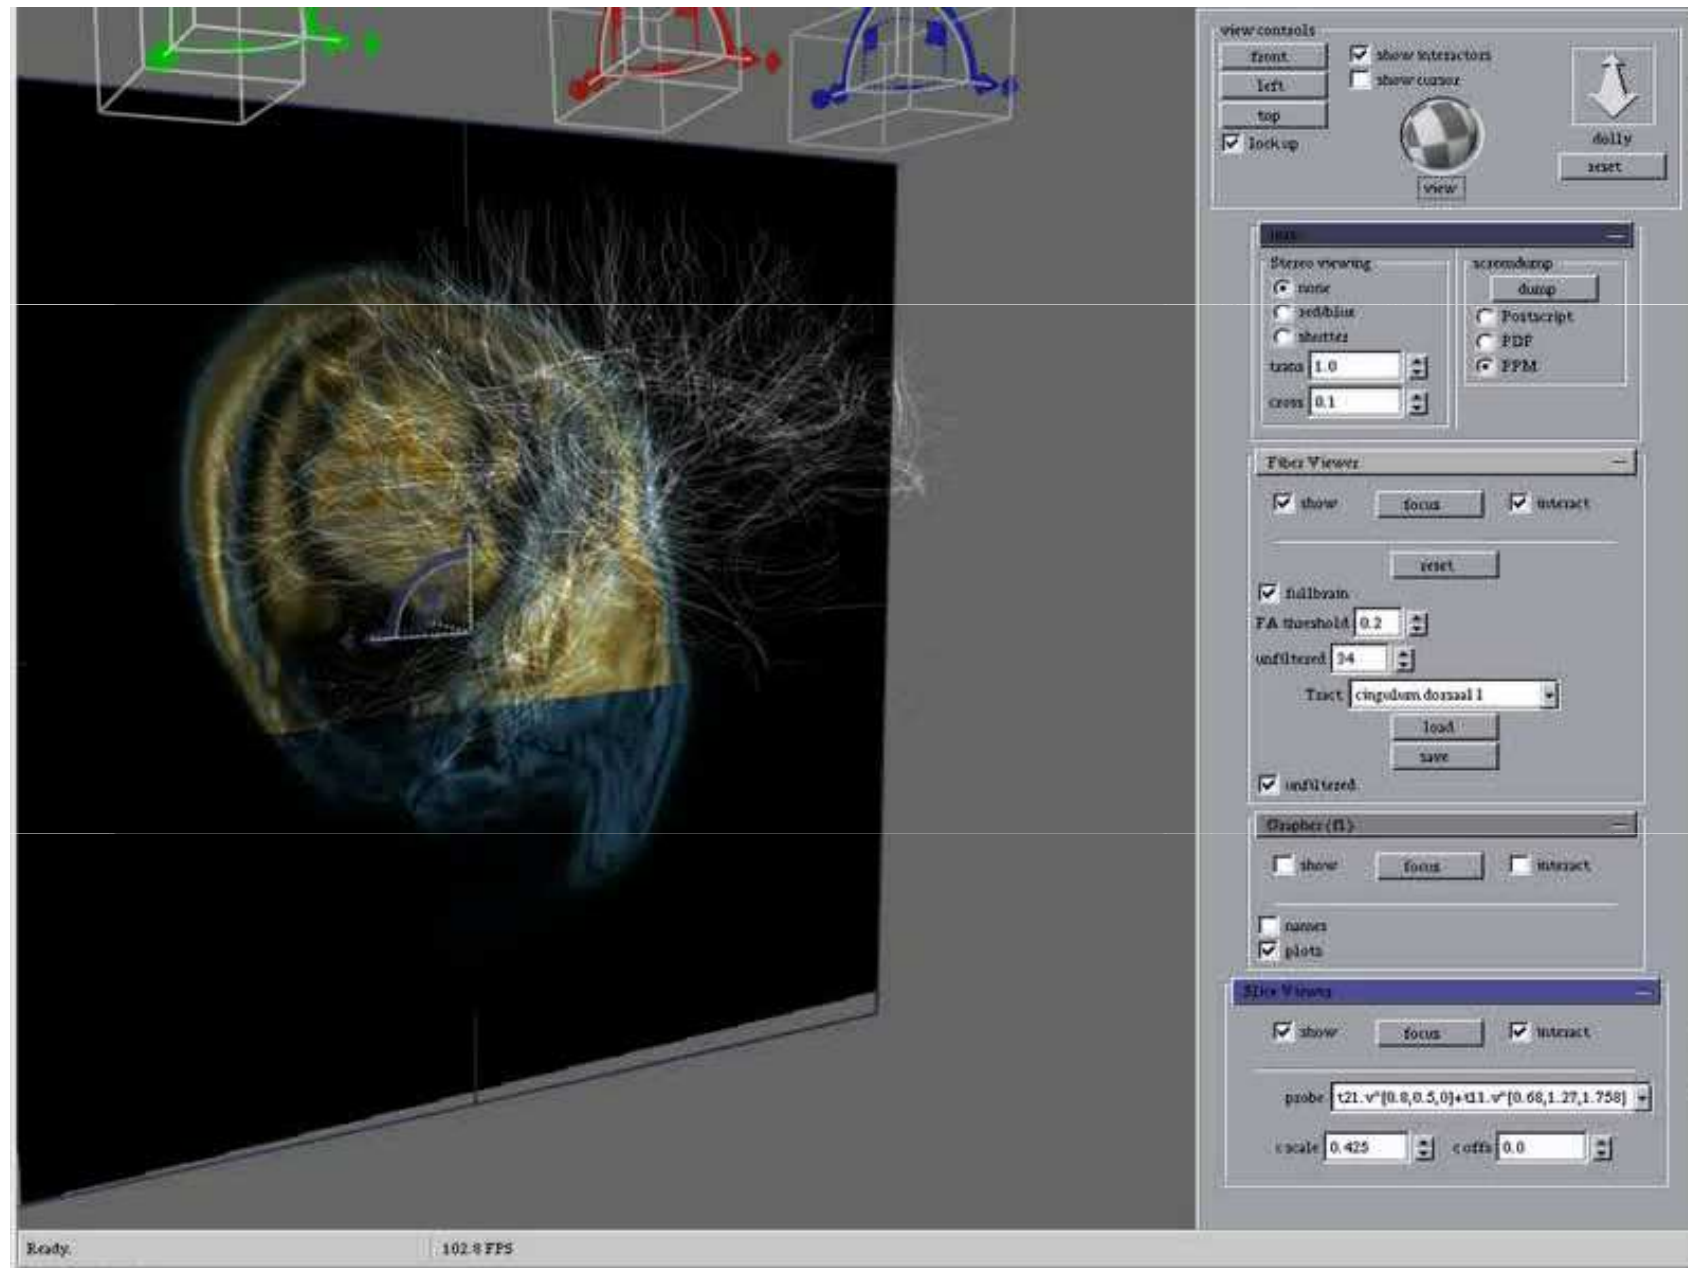 view controls
front
show interactors
left
show cursor
top
lock up
dolly
reset
view
Stereo viewing
screendump
none
dump
red/blue
Postscript
shutter
PDF
trans 1.0
PPM
cross 0.1
Fiber Viewer
show
focus
interact
reset
fullbrain
FA threshold 0.2
unfiltered 34
Tract cingulum dorsaal 1
load
save
unfiltered
Grapher (f1)
show
focus
interact
names
plots
Slice Viewer
show
focus
interact
probe t21.v*[0.8,0.5,0]+t11.v*[0.68,1.27,1.758]
c scale 0.425
c offs 0.0
Ready.
102.8 FPS